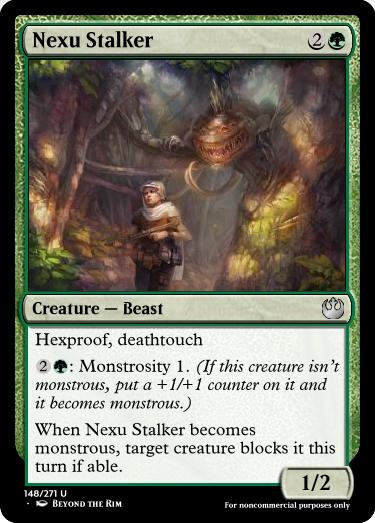 Nexu Stalker 2
Creature — Beast
Hexproof, deathtouch
2 : Monstrosity 1. (If this creature isn't
monstrous, put a +1/+1 counter on it and
it becomes monstrous.)
When Nexu Stalker becomes
monstrous, target creature blocks it this
turn if able.
1/2
148/271 U
· Beyond the Rim
For noncommercial purposes only